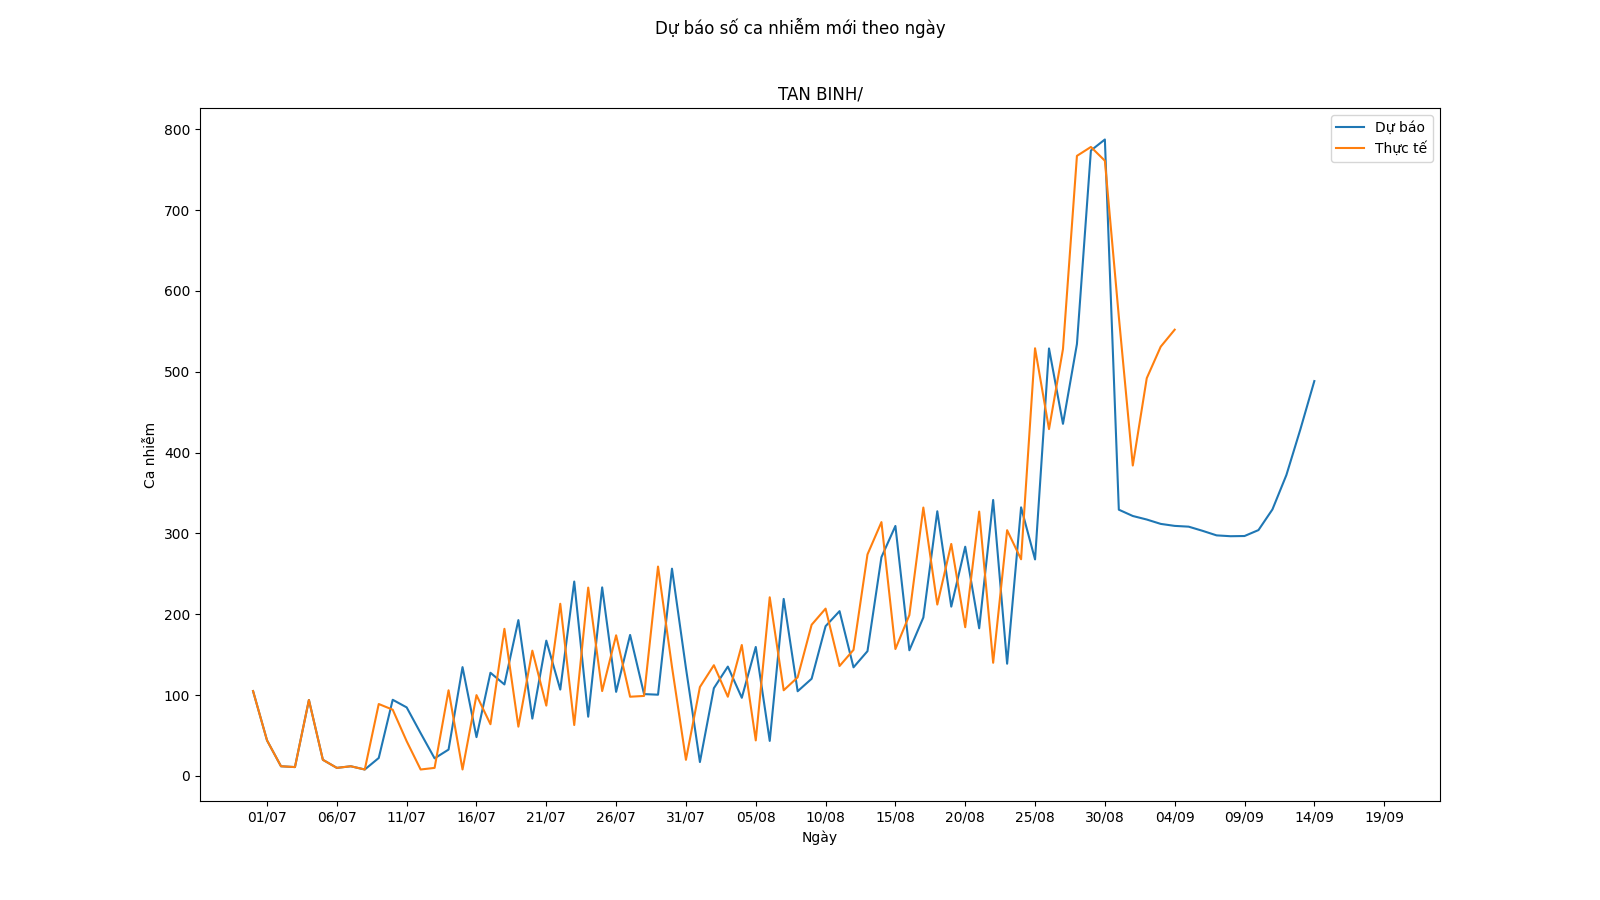 Dự báo số ca nhiễm mới theo ngày
TAN BINH/
Dự báo
Thực tế
800
700
600
500
400
300
200
100
0
Ca nhiễm
01/07 06/07 11/07 16/07 21/07 26/07 31/07 05/08 10/08 15/08 20/08 25/08 30/08 04/09 09/09 14/09 19/09
Ngày